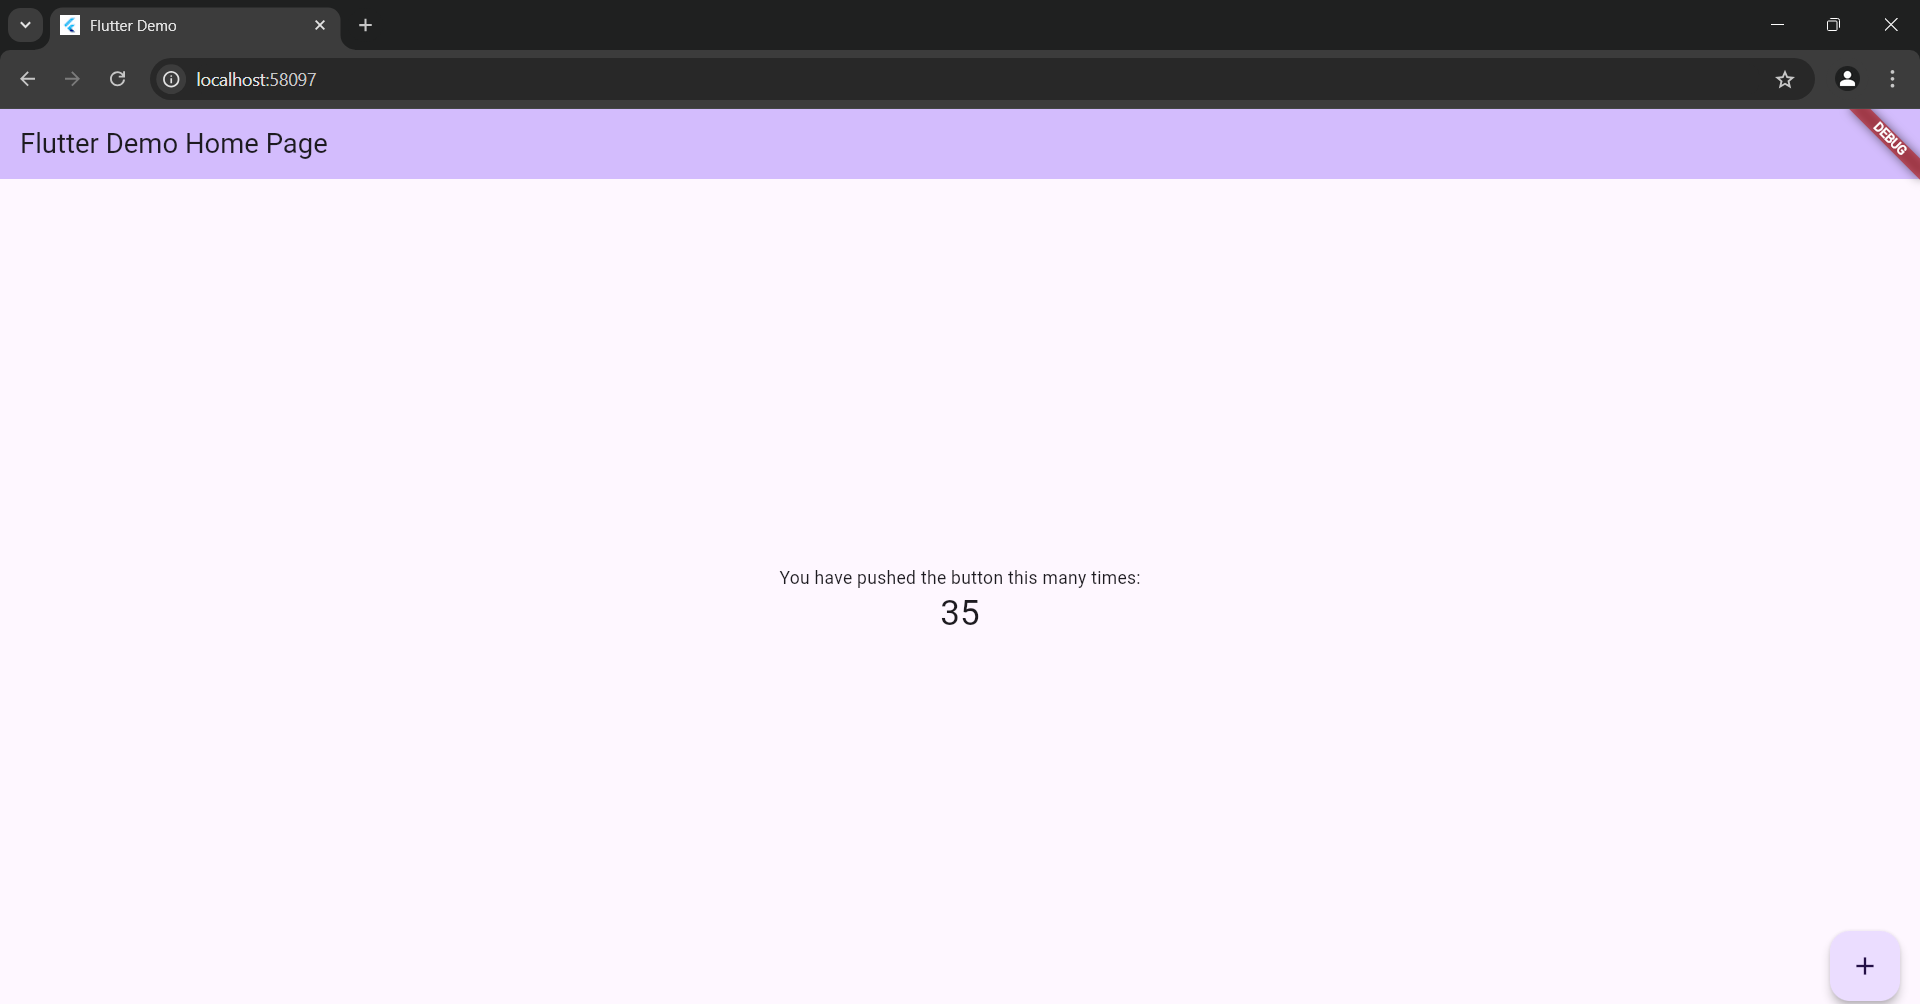 Flutter Demo
localhost:58097
Flutter Demo Home Page
DEBUG
You have pushed the button this many times:
35